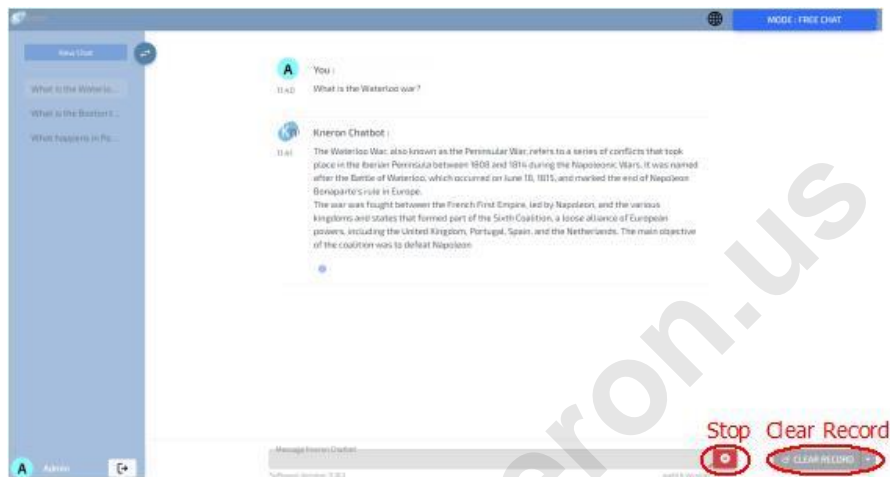 MODE : FREE CHAT
New Chat
What is the Waterlo...
What is the Boston t...
What happens in Pa...
A
You :
What is the Waterloo war?
Kneron Chatbot :
The Waterloo War, also known as the Peninsular War, refers to a series of conflicts that took
place in the Iberian Peninsula between 1808 and 1814 during the Napoleonic Wars. It was named
after the Battle of Waterloo, which occurred on June 18, 1815, and marked the end of Napoleon
Bonaparte's rule in Europe.
The war was fought between the French First Empire, led by Napoleon, and the various
kingdoms and states that formed part of the Sixth Coalition, a loose alliance of European
powers, including the United Kingdom, Portugal, Spain, and the Netherlands. The main objective
of the coalition was to defeat Napoleon
Stop
Clear Record
Message Kneron Chatbot
CLEAR RECORD
A
Admin
eron.us